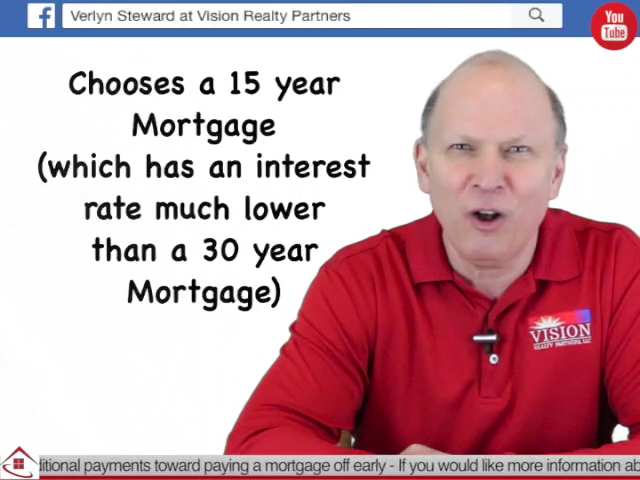 Verlyn Steward at Vision Realty Partners
You
Tube
Chooses a 15 year
Mortgage
(which has an interest
rate much lower
than a 30 year
Mortgage)
VISION
REALTY PARTNERS, LLC
ditional payments toward paying a mortgage off early - If you would like more information ab